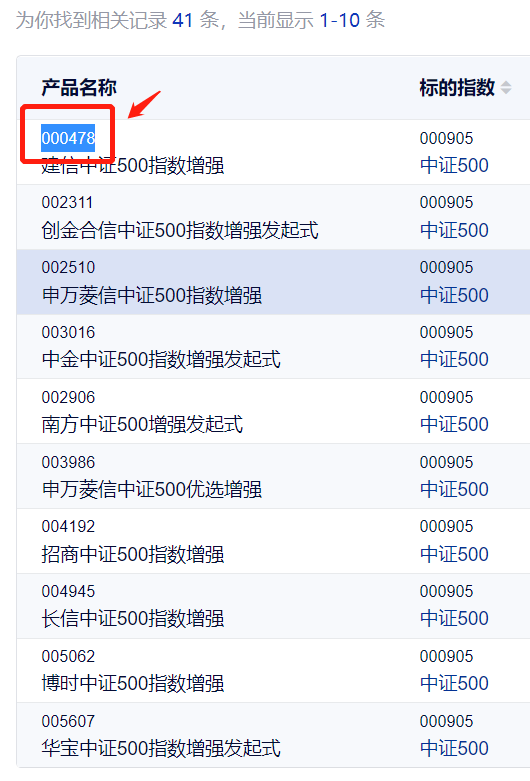 为你找到相关记录 41 条，当前显示 1-10 条
产品名称 标的指数
000478 000905
建信中证500指数增强 中证500
002311 000905
创金合信中证500指数增强发起式 中证500
002510 000905
申万菱信中证500指数增强 中证500
003016 000905
中金中证500指数增强发起式 中证500
002906 000905
南方中证500增强发起式 中证500
003986 000905
申万菱信中证500优选增强 中证500
004192 000905
招商中证500指数增强 中证500
004945 000905
长信中证500指数增强 中证500
005062 000905
博时中证500指数增强 中证500
005607 000905
华宝中证500指数增强发起式 中证500